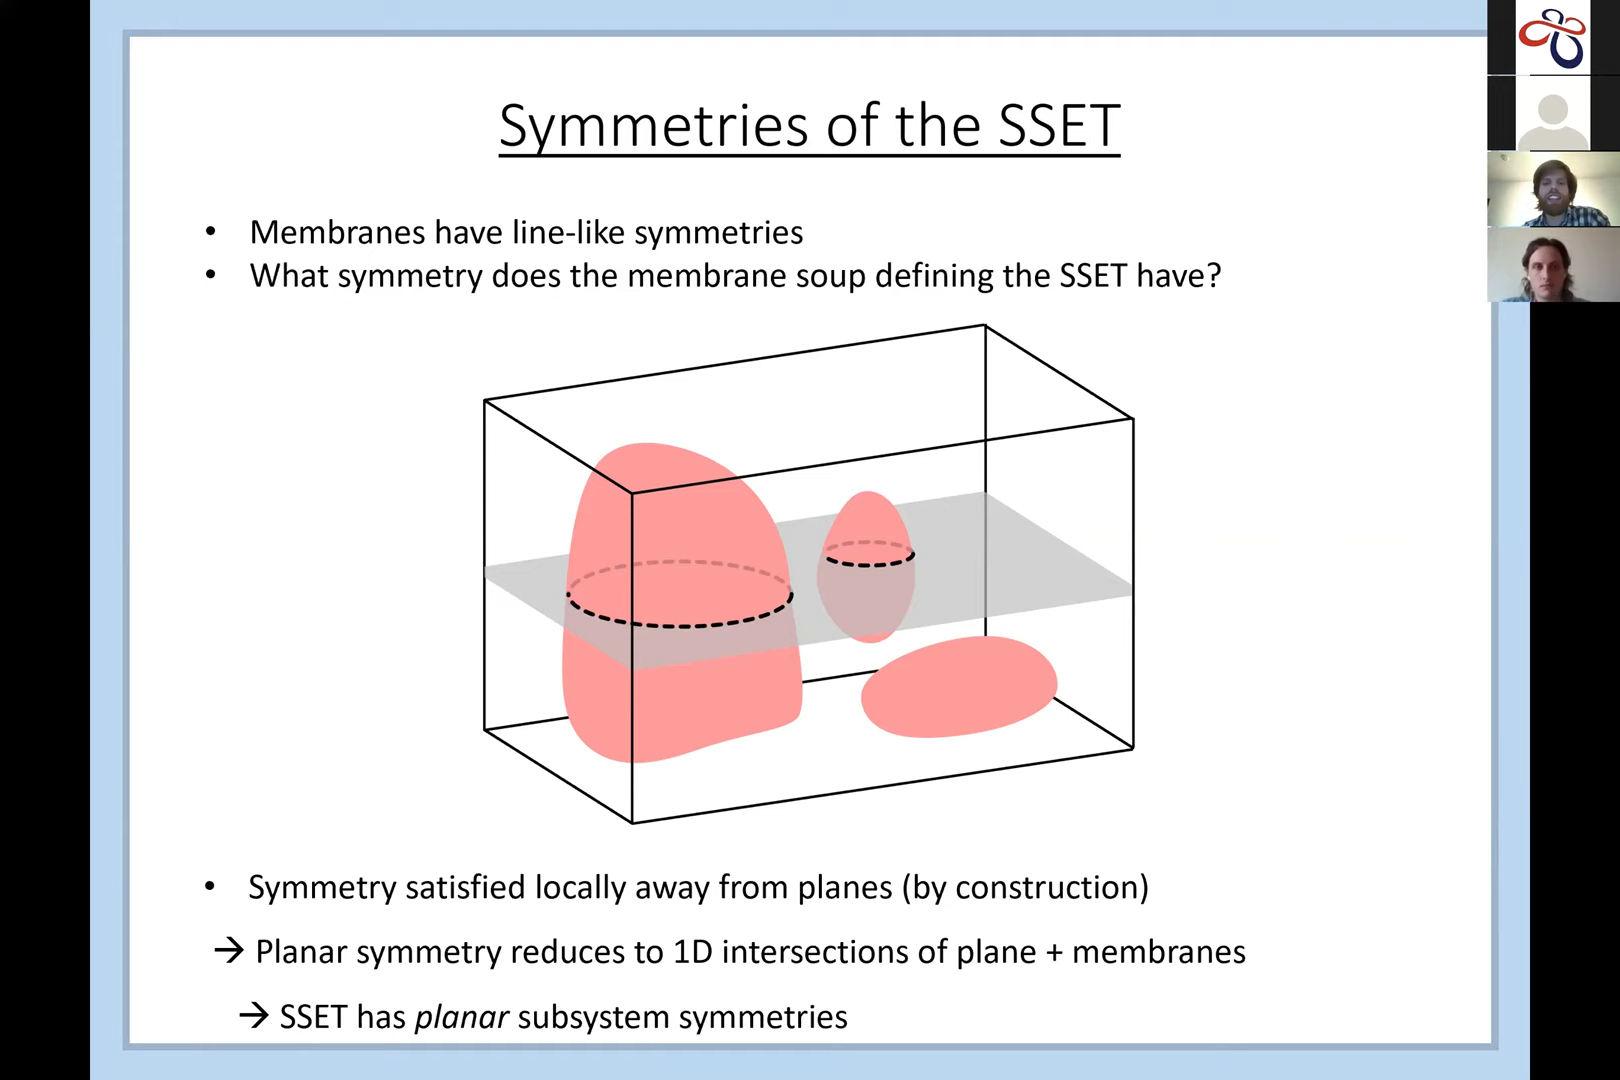 Symmetries of the SSET
• Membranes have line-like symmetries
• What symmetry does the membrane soup defining the SSET have?
• Symmetry satisfied locally away from planes (by construction)
→ Planar symmetry reduces to 1D intersections of plane + membranes
→ SSET has planar subsystem symmetries